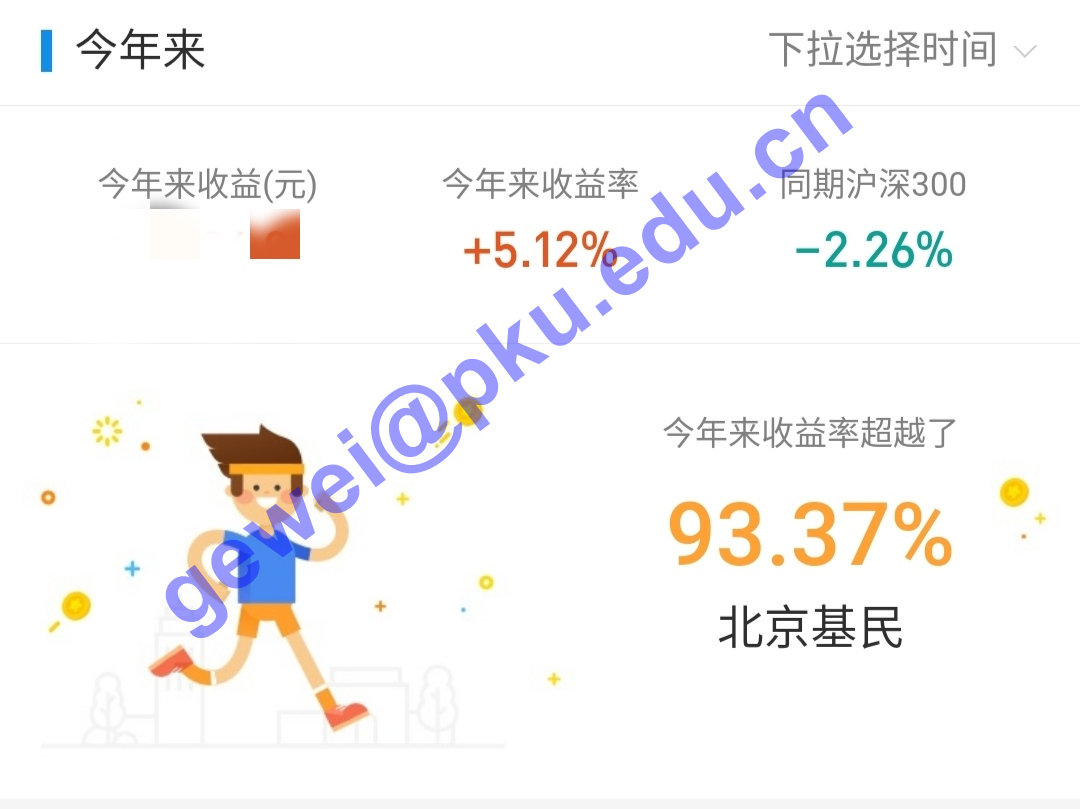 今年来
下拉选择时间
今年来收益(元)
今年来收益率
同期沪深300
+5.12%
-2.26%
今年来收益率超越了
93.37%
北京基民
gewei@pku.edu.cn